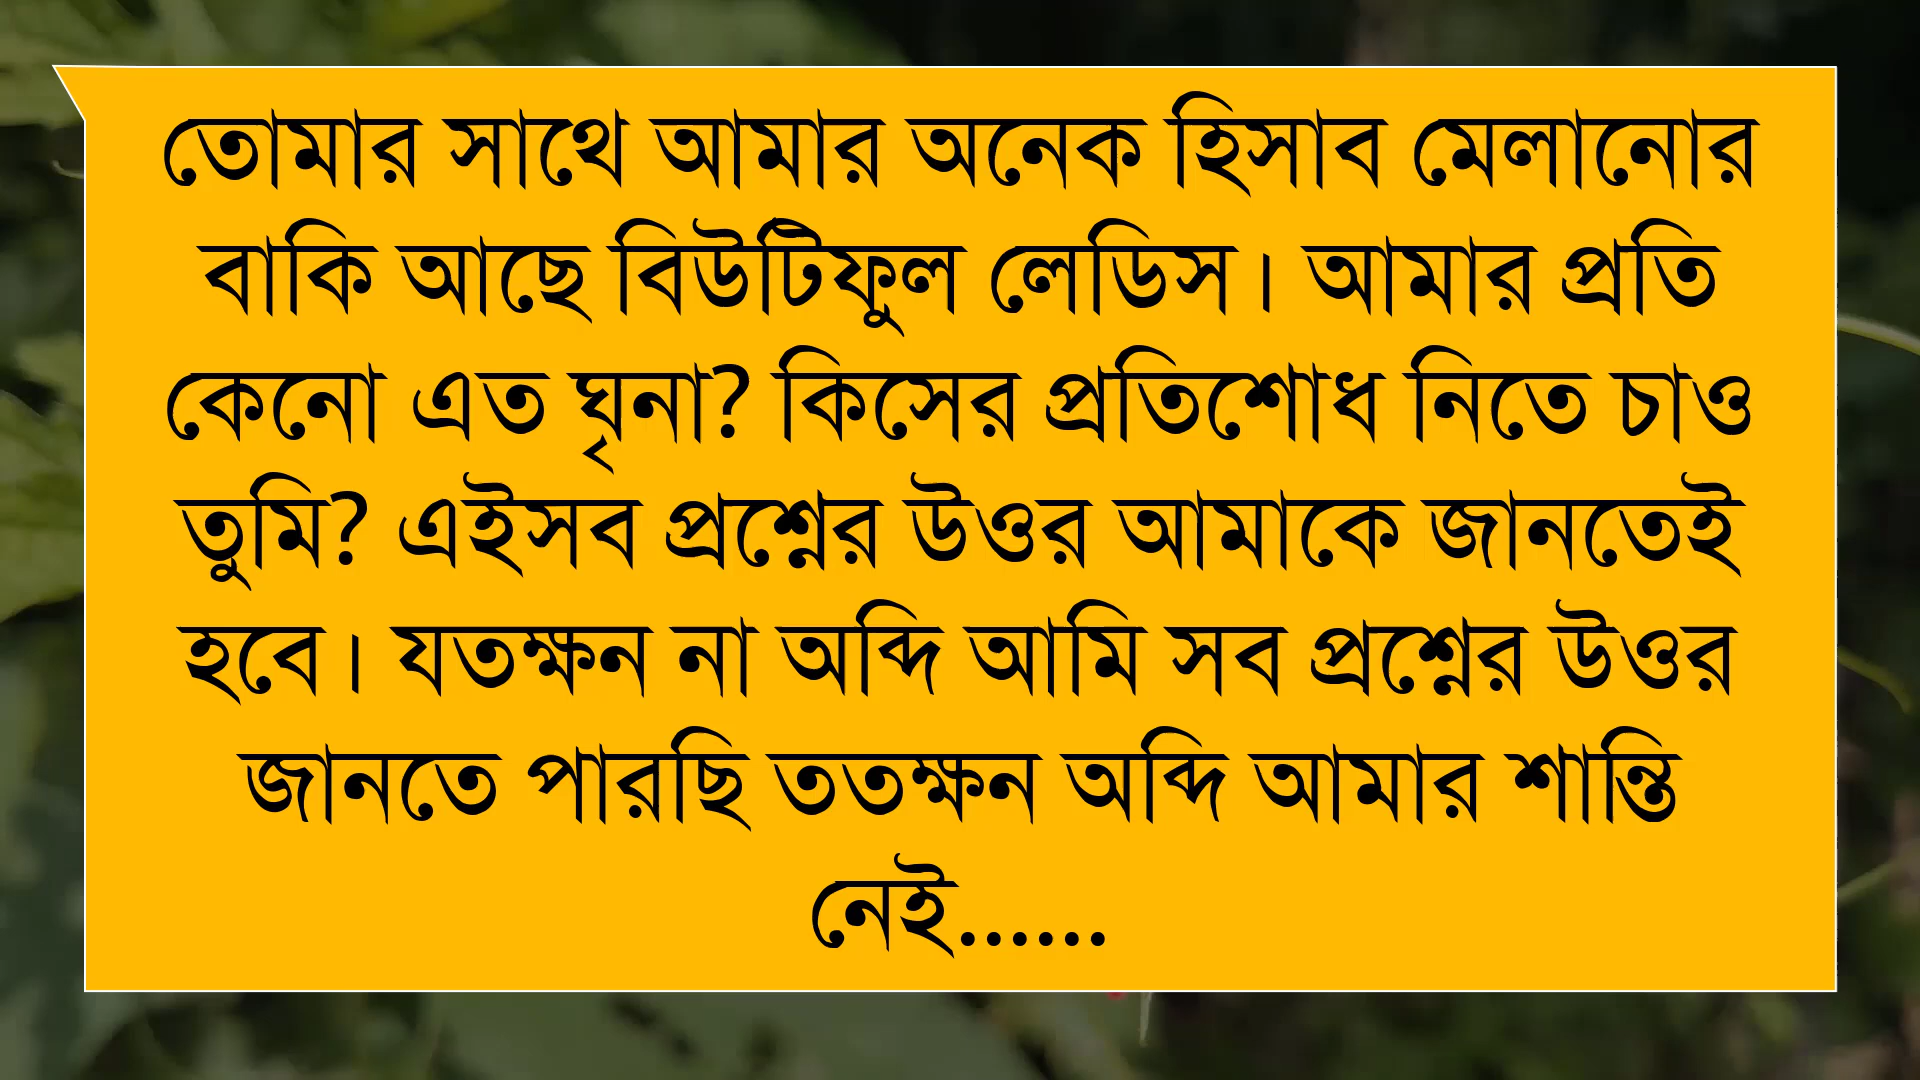 তোমার সাথে আমার অনেক হিসাব মেলানোর
বাকি আছে বিউটিফুল লেডিস। আমার প্রতি
কেনো এত ঘৃনা? কিসের প্রতিশোধ নিতে চাও
তুমি? এইসব প্রশ্নের উওর আমাকে জানতেই
হবে। যতক্ষন না অব্দি আমি সব প্রশ্নের উওর
জানতে পারছি ততক্ষন অব্দি আমার শান্তি
নেই......